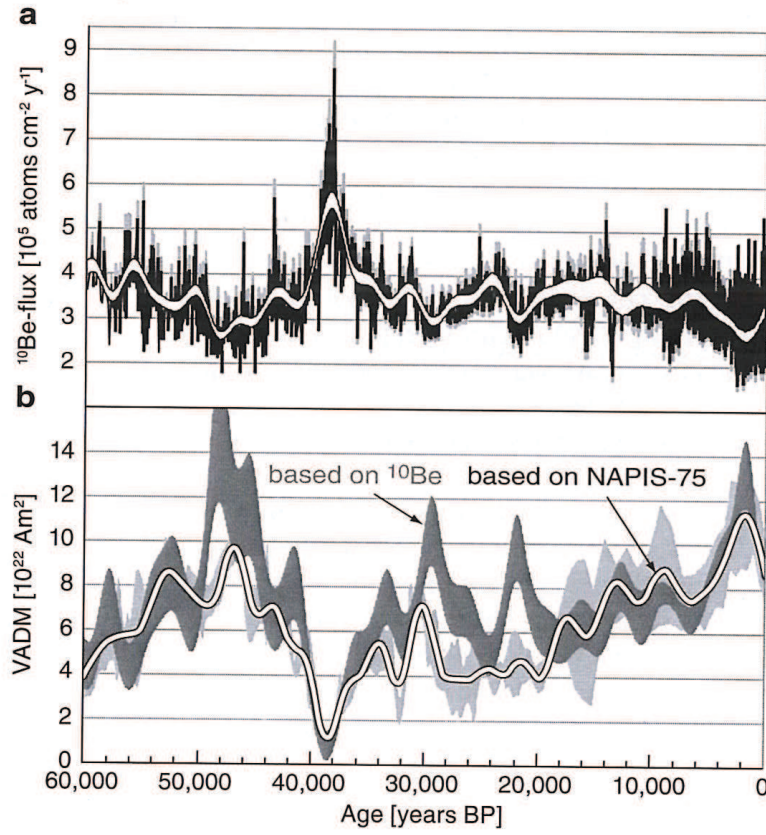 a
¹⁰Be-flux [10⁵ atoms cm⁻² y⁻¹]
9
8
7
6
5
4
3
2
b
VADM [10²² Am²]
14
12
10
8
6
4
2
0
based on ¹⁰Be
based on NAPIS-75
60,000 50,000 40,000 30,000 20,000 10,000 0
Age [years BP]